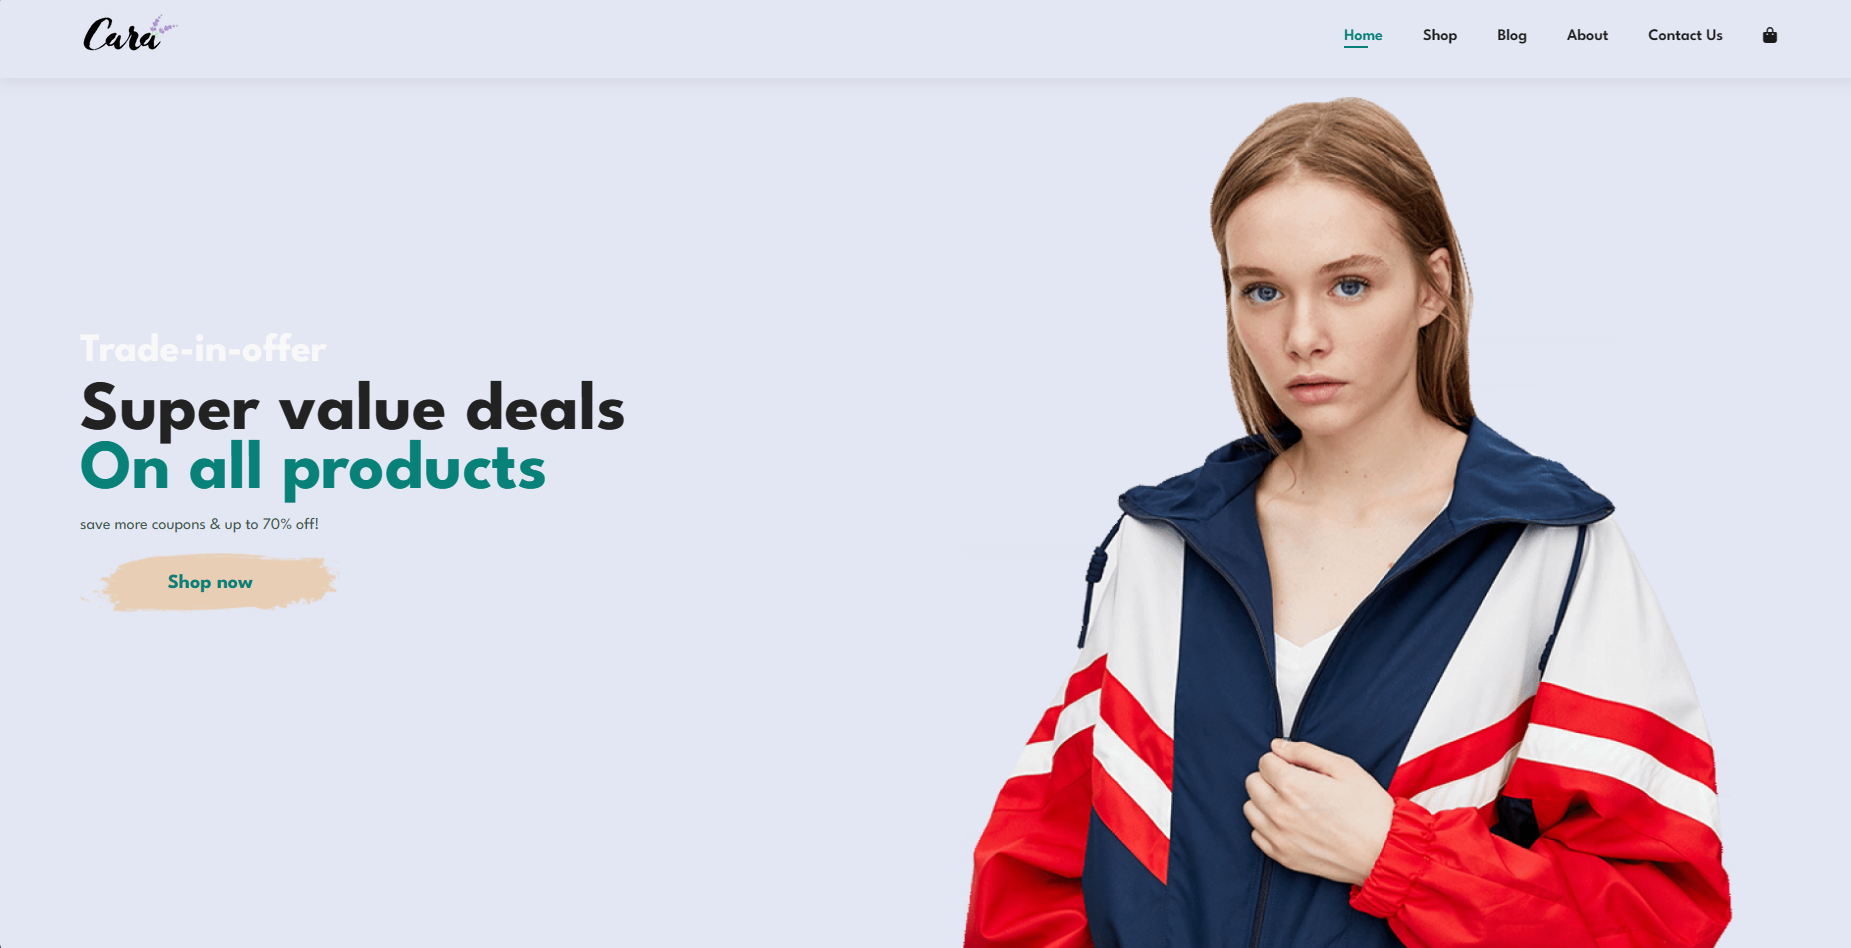 Cara
Home Shop Blog About Contact Us
Trade-in-offer
Super value deals
On all products
save more coupons & up to 70% off!
Shop now